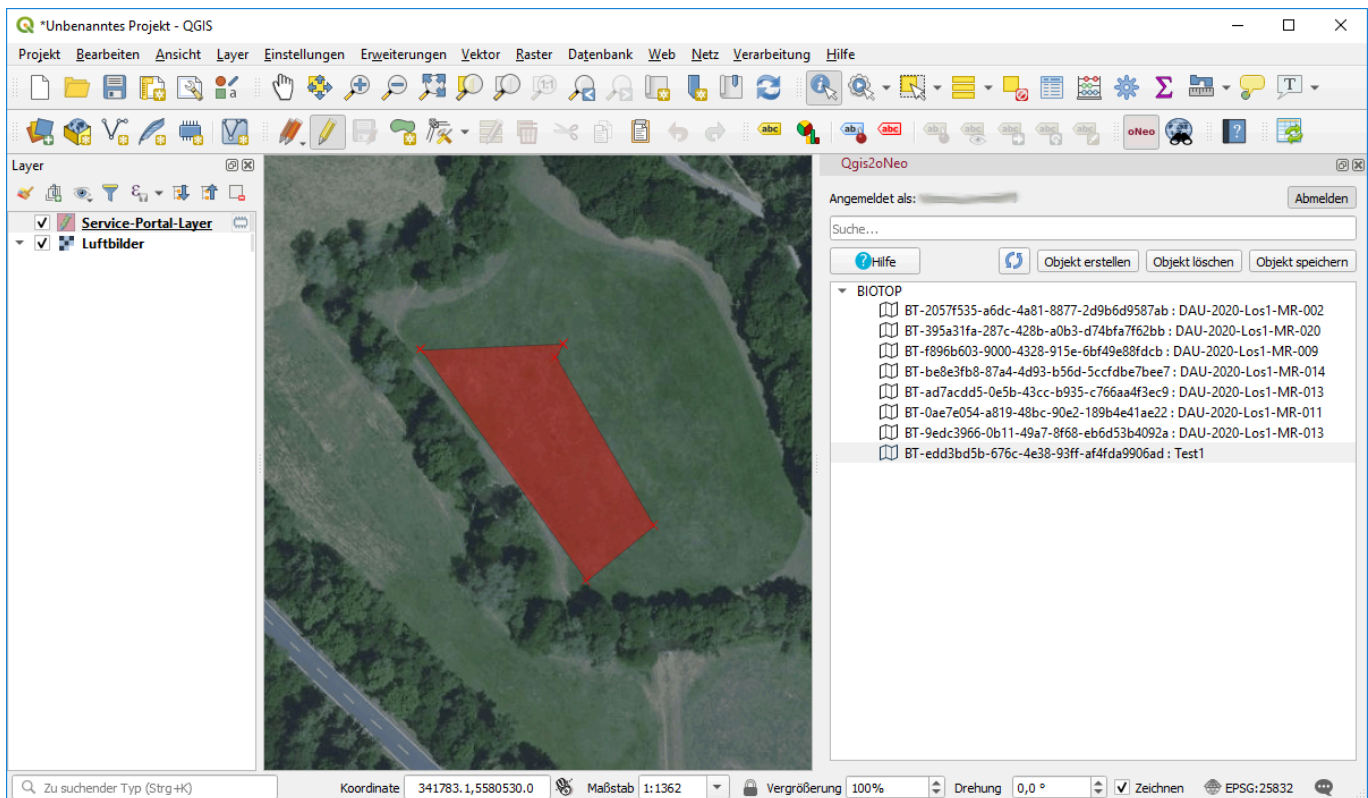 *Unbenanntes Projekt - QGIS
Projekt Bearbeiten Ansicht Layer Einstellungen Erweiterungen Vektor Raster Datenbank Web Netz Verarbeitung Hilfe
Layer
Service-Portal-Layer
Luftbilder
Qgis2oNeo
Angemeldet als:
Abmelden
Suche...
Hilfe
Objekt erstellen
Objekt löschen
Objekt speichern
BIOTOP
BT-2057f535-a6dc-4a81-8877-2d9b6d9587ab : DAU-2020-Los1-MR-002
BT-395a31fa-287c-428b-a0b3-d74bfa7f62bb : DAU-2020-Los1-MR-020
BT-f896b603-9000-4328-915e-6bf49e88fdcb : DAU-2020-Los1-MR-009
BT-be8e3fb8-87a4-4d93-b56d-5ccfdbe7bee7 : DAU-2020-Los1-MR-014
BT-ad7acdd5-0e5b-43cc-b935-c766aa4f3ec9 : DAU-2020-Los1-MR-013
BT-0ae7e054-a819-48bc-90e2-189b4e41ae22 : DAU-2020-Los1-MR-011
BT-9edc3966-0b11-49a7-8f68-eb6d53b4092a : DAU-2020-Los1-MR-013
BT-edd3bd5b-676c-4e38-93ff-af4fda9906ad : Test1
Zu suchender Typ (Strg+K)
Koordinate 341783.1,5580530.0 Maßstab 1:1362 Vergrößerung 100% Drehung 0,0 ° Zeichnen EPSG:25832